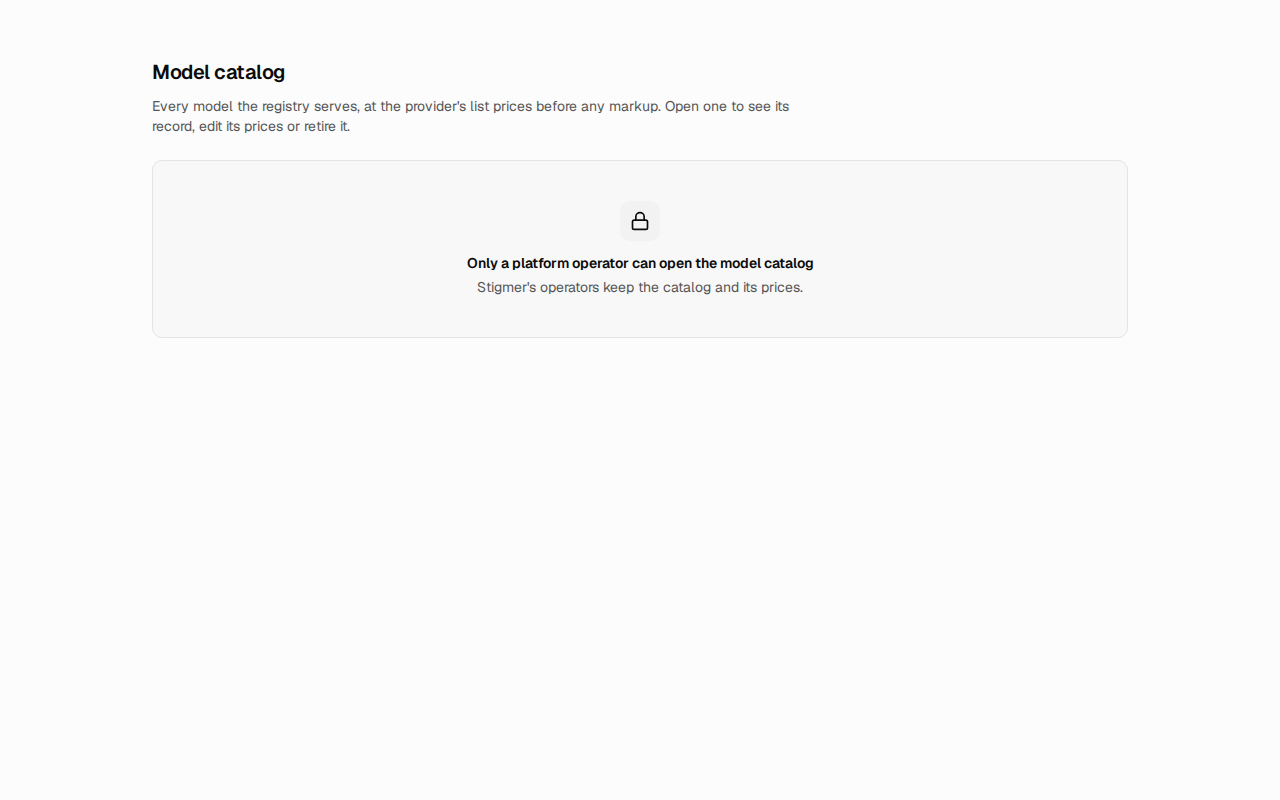 Model catalog
Every model the registry serves, at the provider's list prices before any markup. Open one to see its
record, edit its prices or retire it.
Only a platform operator can open the model catalog
Stigmer's operators keep the catalog and its prices.